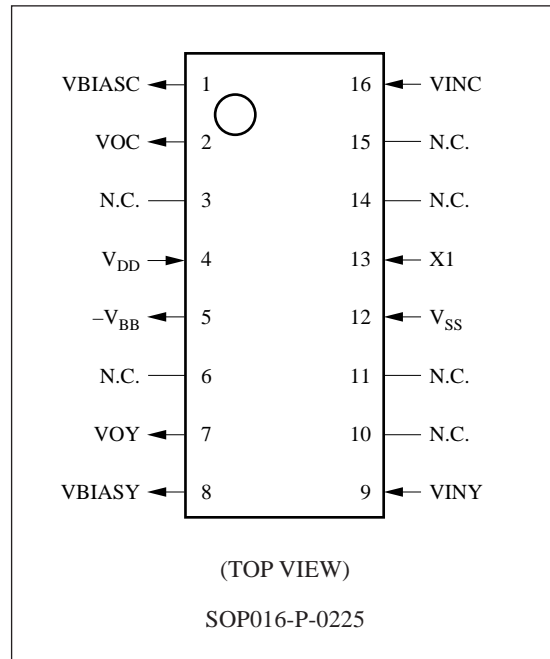 VBIASC 1 16 VINC
VOC 2 15 N.C.
N.C. 3 14 N.C.
VDD 4 13 X1
–VBB 5 12 VSS
N.C. 6 11 N.C.
VOY 7 10 N.C.
VBIASY 8 9 VINY
(TOP VIEW)
SOP016-P-0225